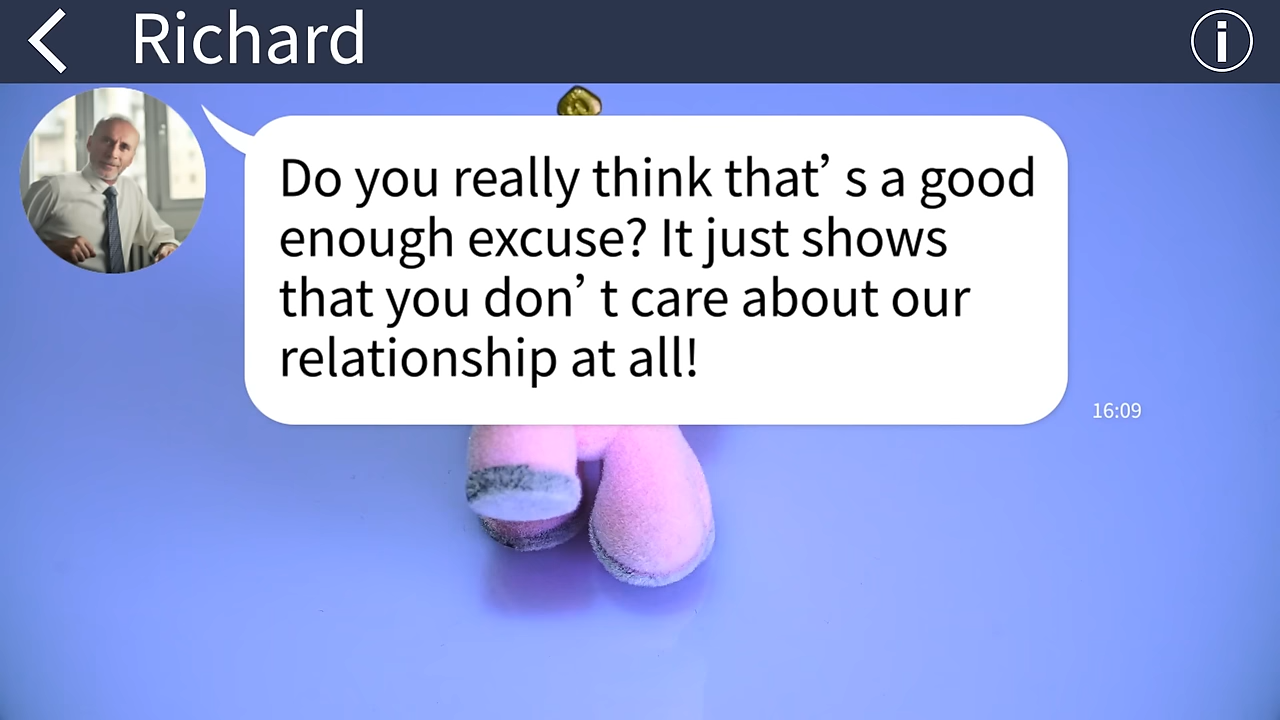 Richard
Do you really think that’s a good
enough excuse? It just shows
that you don’t care about our
relationship at all!
16:09